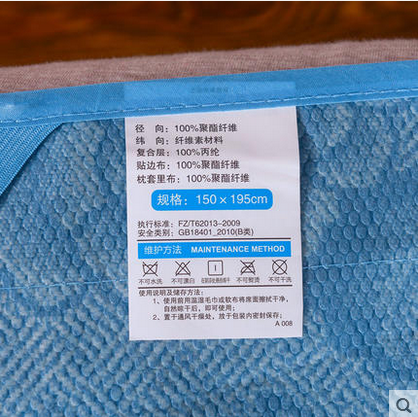 径　向：100%聚酯纤维
纬　向：纤维素材料
复合层：100%丙纶
贴边布：100%聚酯纤维
枕套里布：100%聚酯纤维
规格：150×195cm
执行标准：FZ/T62013-2009
安全类别：GB18401_2010(B类)
维护方法 MAINTENANCE METHOD
不可水洗 不可漂白 不可熨烫 不可干洗
使用说明及储存方法：
1、使用前用温湿毛巾或软布将席面擦拭干净，
自然晾干后，即可使用。
2、置于通风干燥处，放于包装内密封保存。
A 008